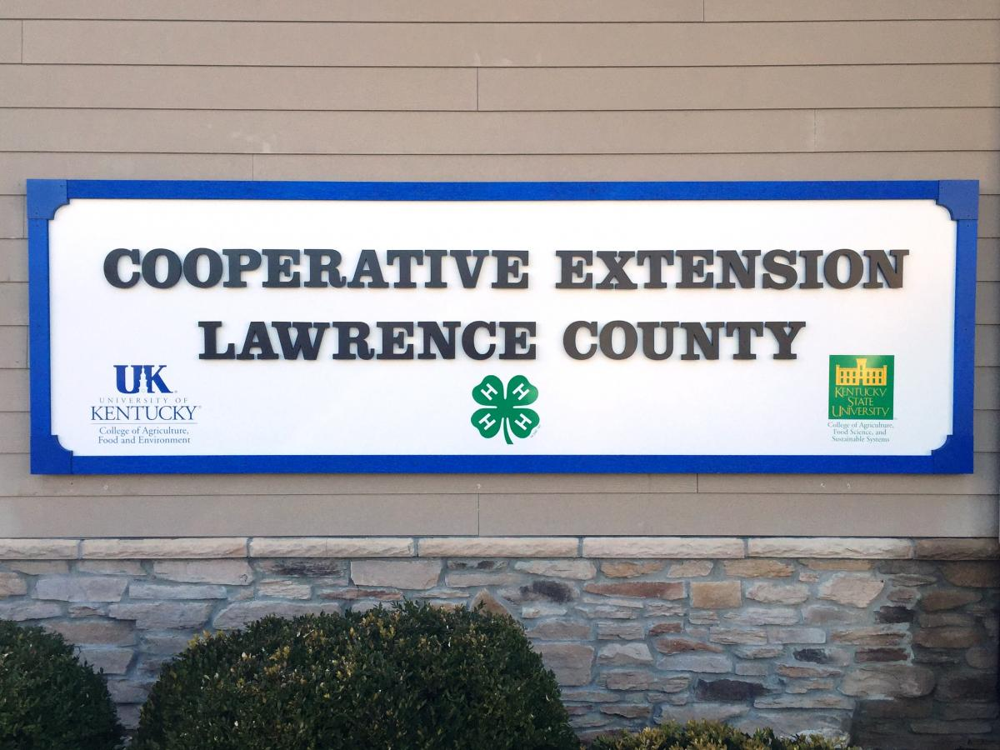 COOPERATIVE EXTENSION
LAWRENCE COUNTY
UK
UNIVERSITY OF
KENTUCKY®
College of Agriculture,
Food and Environment
H H
H H
KENTUCKY
STATE
UNIVERSITY
College of Agriculture,
Food Science, and
Sustainable Systems